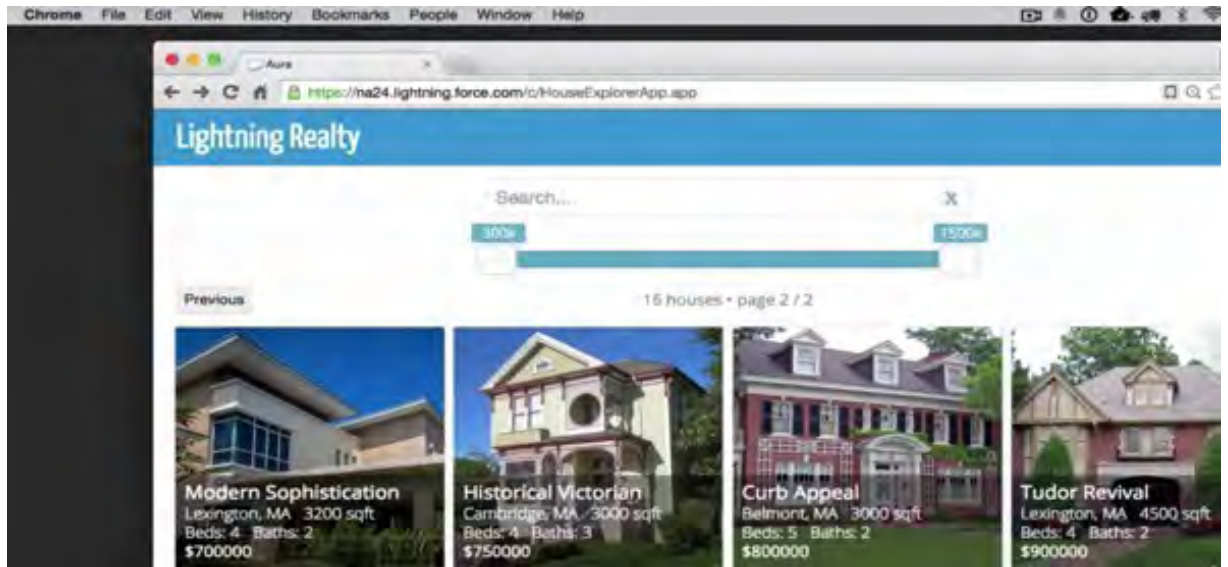 Chrome File Edit View History Bookmarks People Window Help
Aura
https://na24.lightning.force.com/c/HouseExplorerApp.app
Lightning Realty
Search... X
300k 1500k
Previous 16 houses • page 2 / 2
Modern Sophistication
Lexington, MA 3200 sqft
Beds: 4 Baths: 2
$700000
Historical Victorian
Cambridge, MA 3000 sqft
Beds: 4 Baths: 3
$750000
Curb Appeal
Belmont, MA 3000 sqft
Beds: 5 Baths: 2
$800000
Tudor Revival
Lexington, MA 4500 sqft
Beds: 4 Baths: 2
$900000